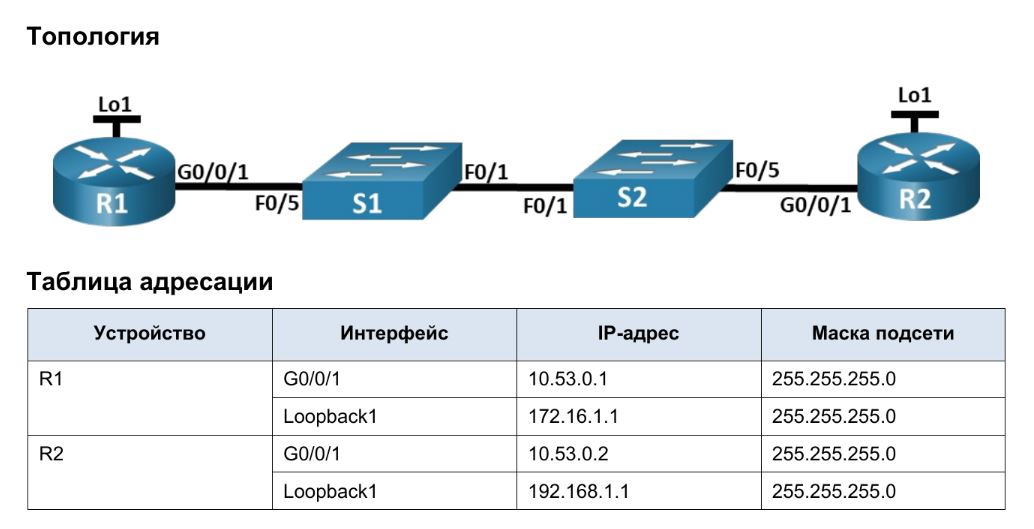 Топология
Lo1
Lo1
G0/0/1
F0/1
F0/5
R1
F0/5
S1
F0/1
S2
G0/0/1
R2
Таблица адресации
Устройство Интерфейс IP-адрес Маска подсети
R1 G0/0/1 10.53.0.1 255.255.255.0
Loopback1 172.16.1.1 255.255.255.0
R2 G0/0/1 10.53.0.2 255.255.255.0
Loopback1 192.168.1.1 255.255.255.0